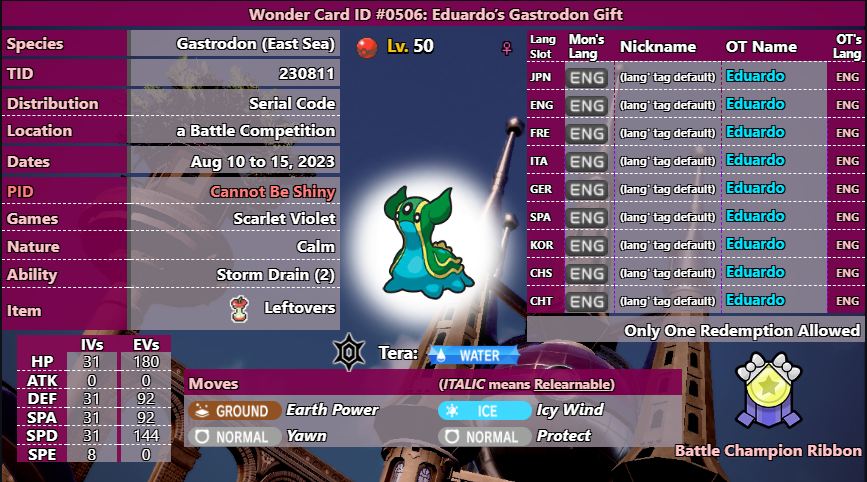 Wonder Card ID #0506: Eduardo's Gastrodon Gift
Species Gastrodon (East Sea)
TID 230811
Distribution Serial Code
Location a Battle Competition
Dates Aug 10 to 15, 2023
PID Cannot Be Shiny
Games Scarlet Violet
Nature Calm
Ability Storm Drain (2)
Item Leftovers
Lv. 50 ♀
Lang Slot Mon's Lang Nickname OT Name OT's Lang
JPN ENG (lang' tag default) Eduardo ENG
ENG ENG (lang' tag default) Eduardo ENG
FRE ENG (lang' tag default) Eduardo ENG
ITA ENG (lang' tag default) Eduardo ENG
GER ENG (lang' tag default) Eduardo ENG
SPA ENG (lang' tag default) Eduardo ENG
KOR ENG (lang' tag default) Eduardo ENG
CHS ENG (lang' tag default) Eduardo ENG
CHT ENG (lang' tag default) Eduardo ENG
Only One Redemption Allowed
IVs EVs
HP 31 180
ATK 0 0
DEF 31 92
SPA 31 92
SPD 31 144
SPE 8 0
Tera: WATER
Moves (ITALIC means Relearnable)
GROUND Earth Power ICE Icy Wind
NORMAL Yawn NORMAL Protect
Battle Champion Ribbon